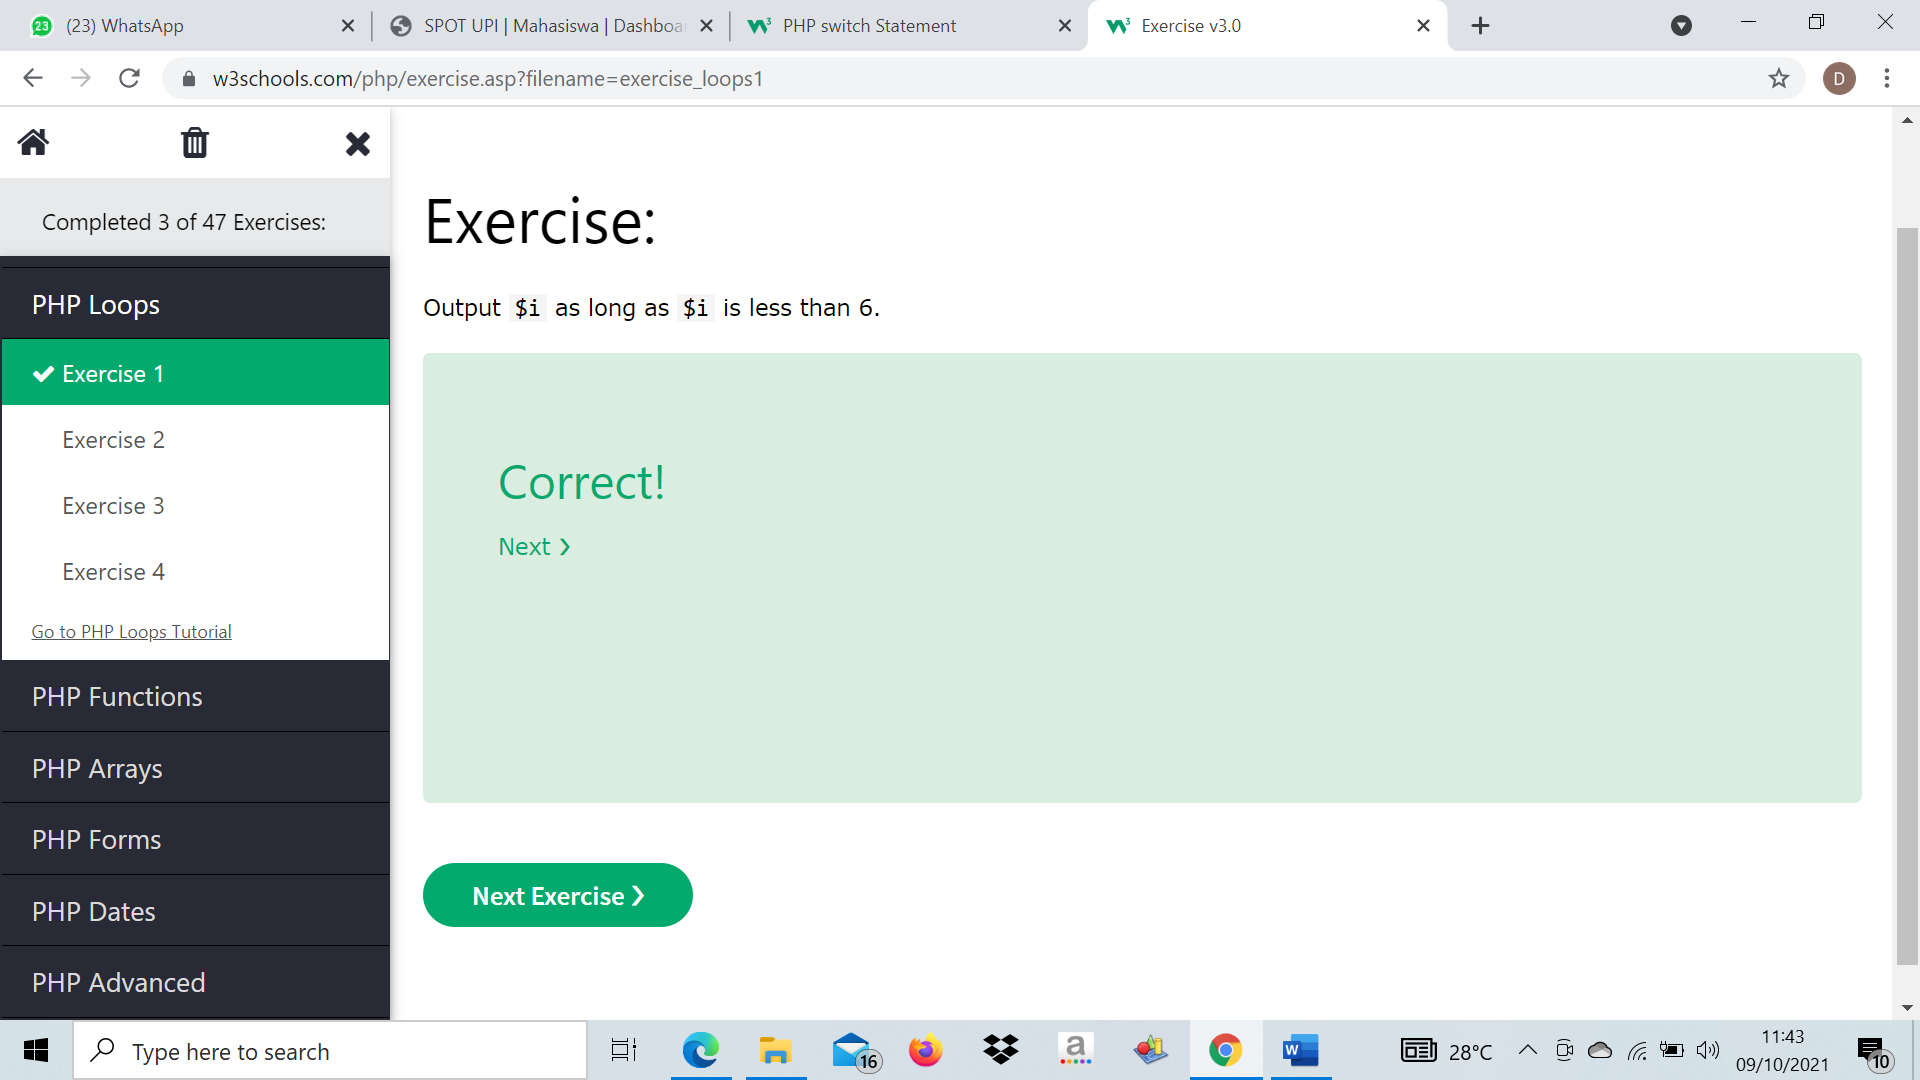 23 (23) WhatsApp
SPOT UPI | Mahasiswa | Dashboa
PHP switch Statement
Exercise v3.0
w3schools.com/php/exercise.asp?filename=exercise_loops1
D
Completed 3 of 47 Exercises:
PHP Loops
Exercise 1
Exercise 2
Exercise 3
Exercise 4
Go to PHP Loops Tutorial
PHP Functions
PHP Arrays
PHP Forms
PHP Dates
PHP Advanced
Exercise:
Output $i as long as $i is less than 6.
Correct!
Next ❯
Next Exercise ❯
Type here to search
16
a
W
28°C
11:43
09/10/2021
10